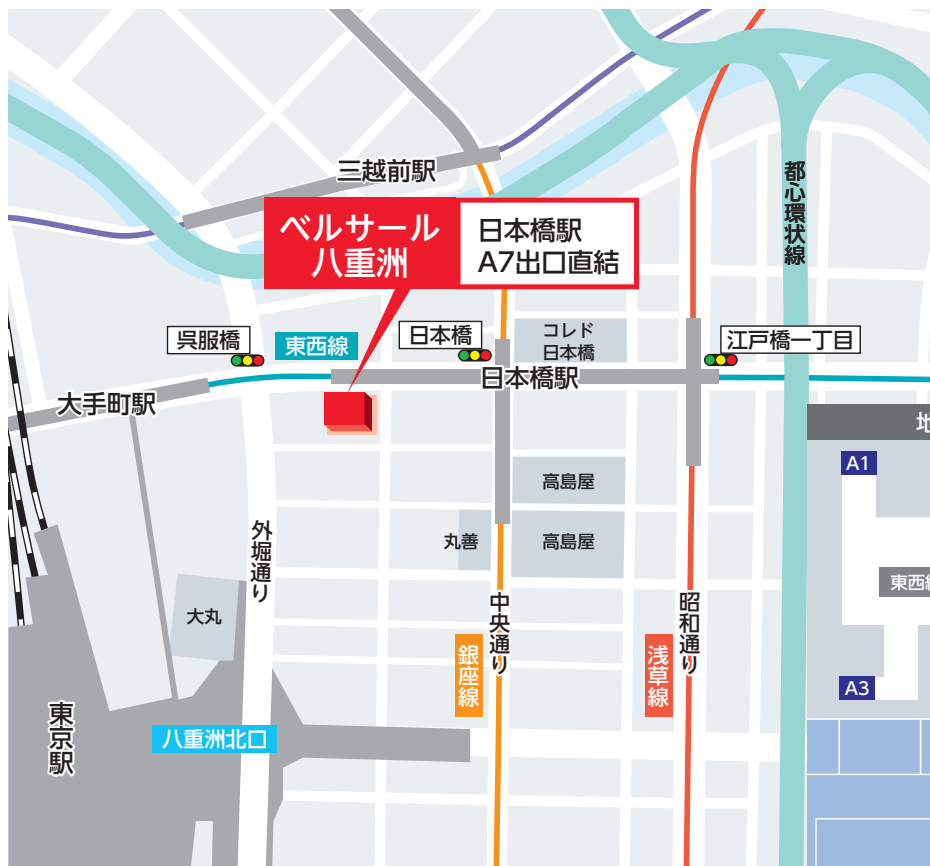 三越前駅
都心環状線
ベルサール
八重洲
日本橋駅
A7出口直結
呉服橋
東西線
日本橋
コレド
日本橋
江戸橋一丁目
日本橋駅
大手町駅
地
A1
高島屋
丸善
高島屋
外堀通り
東西線
大丸
中央通り
昭和通り
銀座線
浅草線
A3
東京駅
八重洲北口